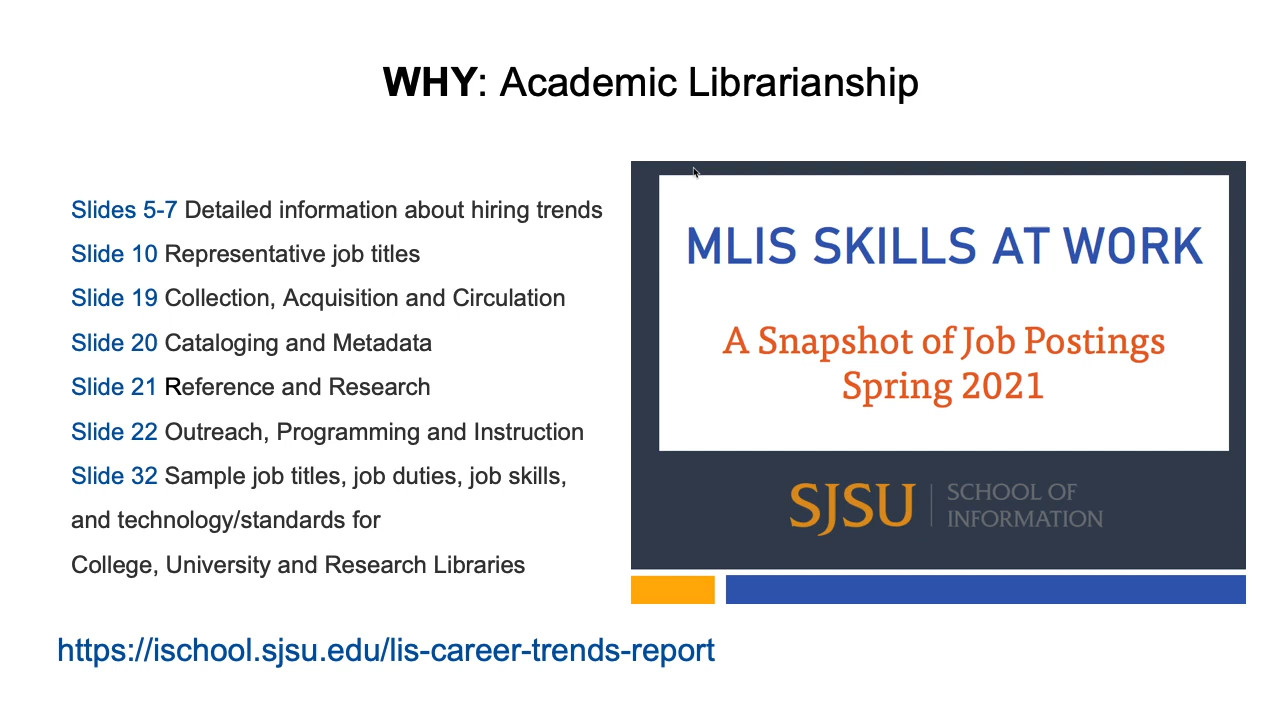 WHY: Academic Librarianship
Slides 5-7 Detailed information about hiring trends
Slide 10 Representative job titles
Slide 19 Collection, Acquisition and Circulation
Slide 20 Cataloging and Metadata
Slide 21 Reference and Research
Slide 22 Outreach, Programming and Instruction
Slide 32 Sample job titles, job duties, job skills,
and technology/standards for
College, University and Research Libraries
MLIS SKILLS AT WORK
A Snapshot of Job Postings
Spring 2021
SJSU
SCHOOL OF
INFORMATION
https://ischool.sjsu.edu/lis-career-trends-report